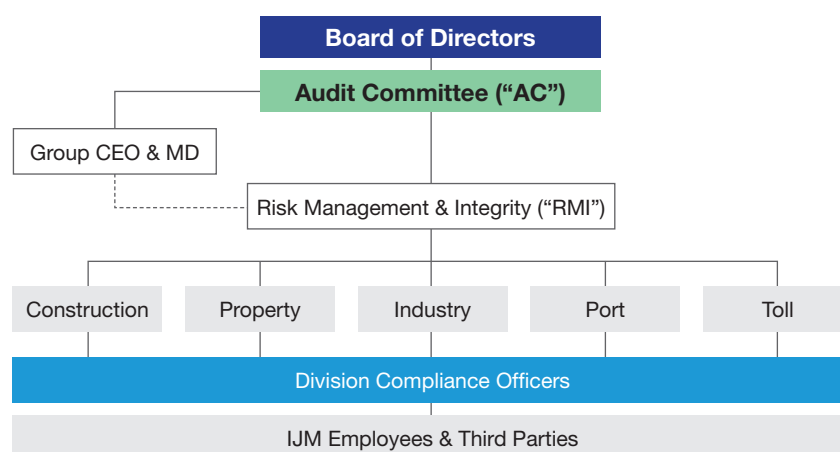 Board of Directors
Audit Committee (“AC”)
Group CEO & MD
Risk Management & Integrity (“RMI”)
Construction
Property
Industry
Port
Toll
Division Compliance Officers
IJM Employees & Third Parties